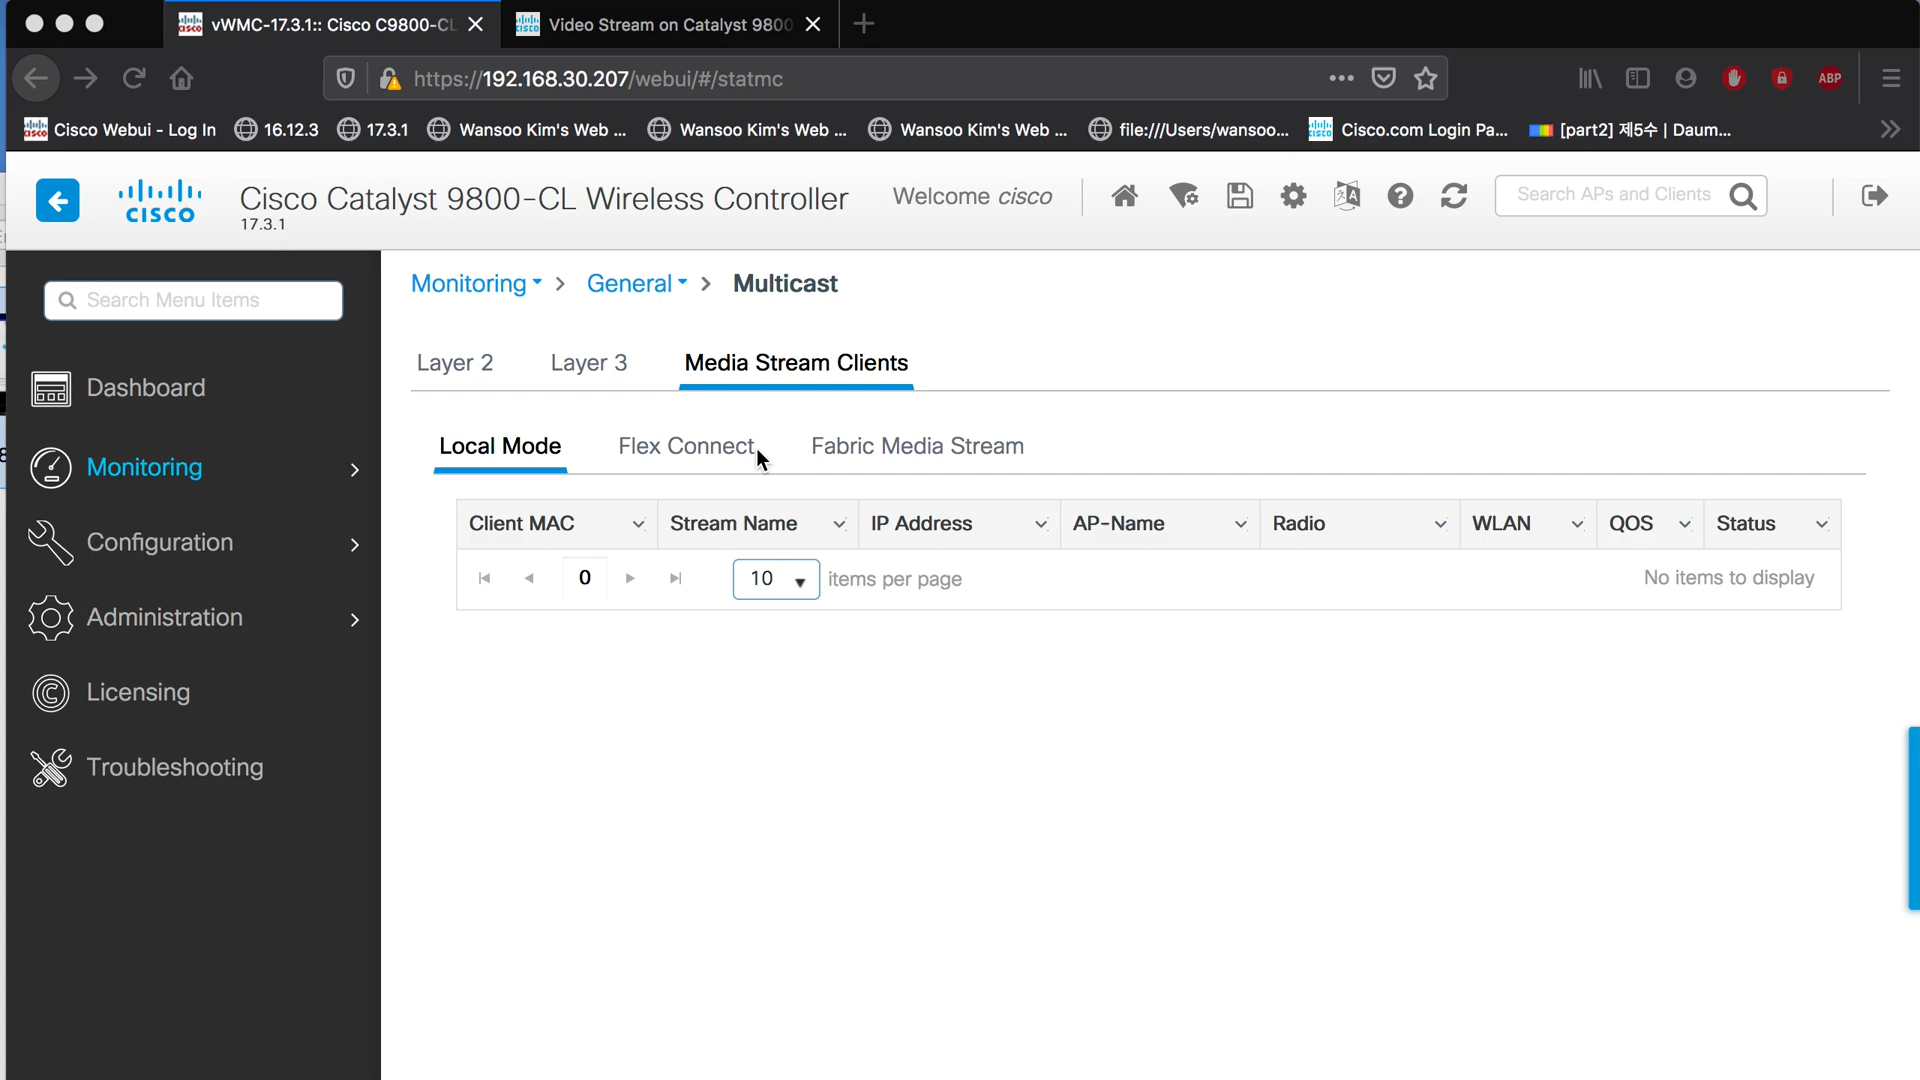 vWMC-17.3.1:: Cisco C9800-CL
Video Stream on Catalyst 9800
https://192.168.30.207/webui/#/statmc
ABP
Cisco Webui - Log In
16.12.3
17.3.1
Wansoo Kim's Web ...
Wansoo Kim's Web ...
Wansoo Kim's Web ...
file:///Users/wansoo...
Cisco.com Login Pa...
[part2] 제5수 | Daum...
CISCO
Cisco Catalyst 9800-CL Wireless Controller
17.3.1
Welcome cisco
Search APs and Clients
Search Menu Items
Dashboard
Monitoring
Configuration
Administration
Licensing
Troubleshooting
Monitoring > General > Multicast
Layer 2 Layer 3 Media Stream Clients
Local Mode Flex Connect Fabric Media Stream
Client MAC Stream Name IP Address AP-Name Radio WLAN QOS Status
0 10 items per page No items to display